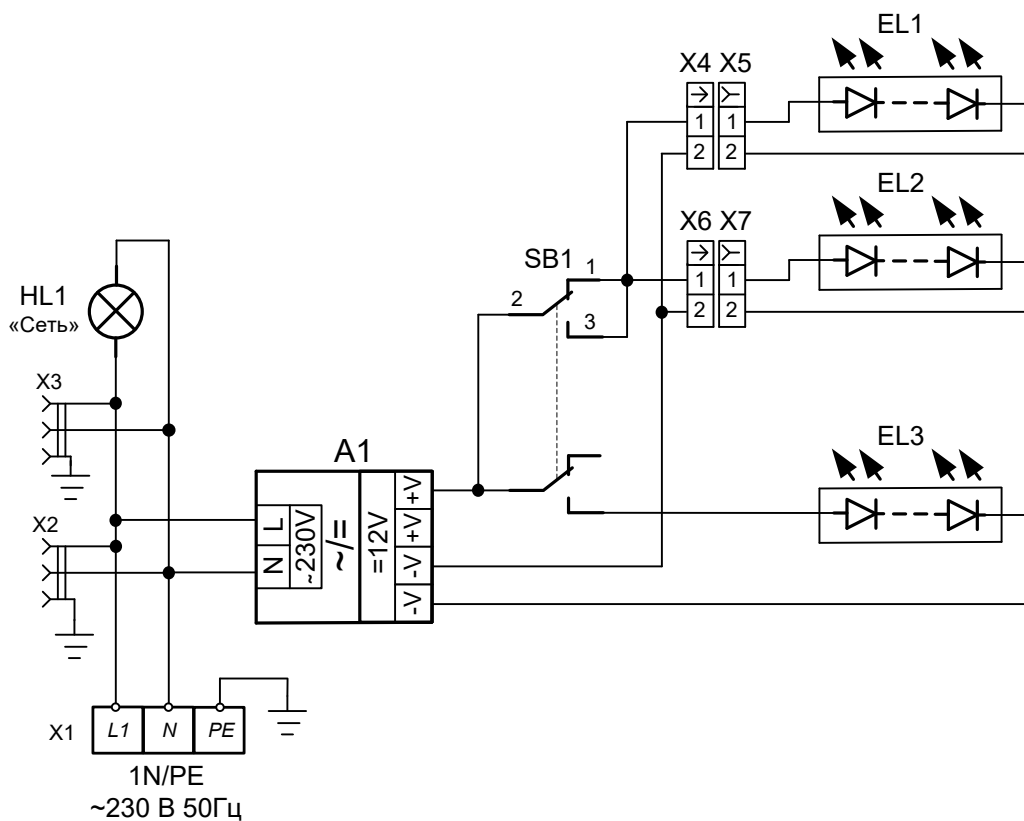 EL1
X4 X5
1 1
2 2
EL2
X6 X7
1 1
2 2
SB1
1
2
3
HL1
«Сеть»
X3
X2
A1
L
N
~230V
~/=
=12V
+V
+V
-V
-V
EL3
X1
L1 N PE
1N/PE
~230 В 50Гц